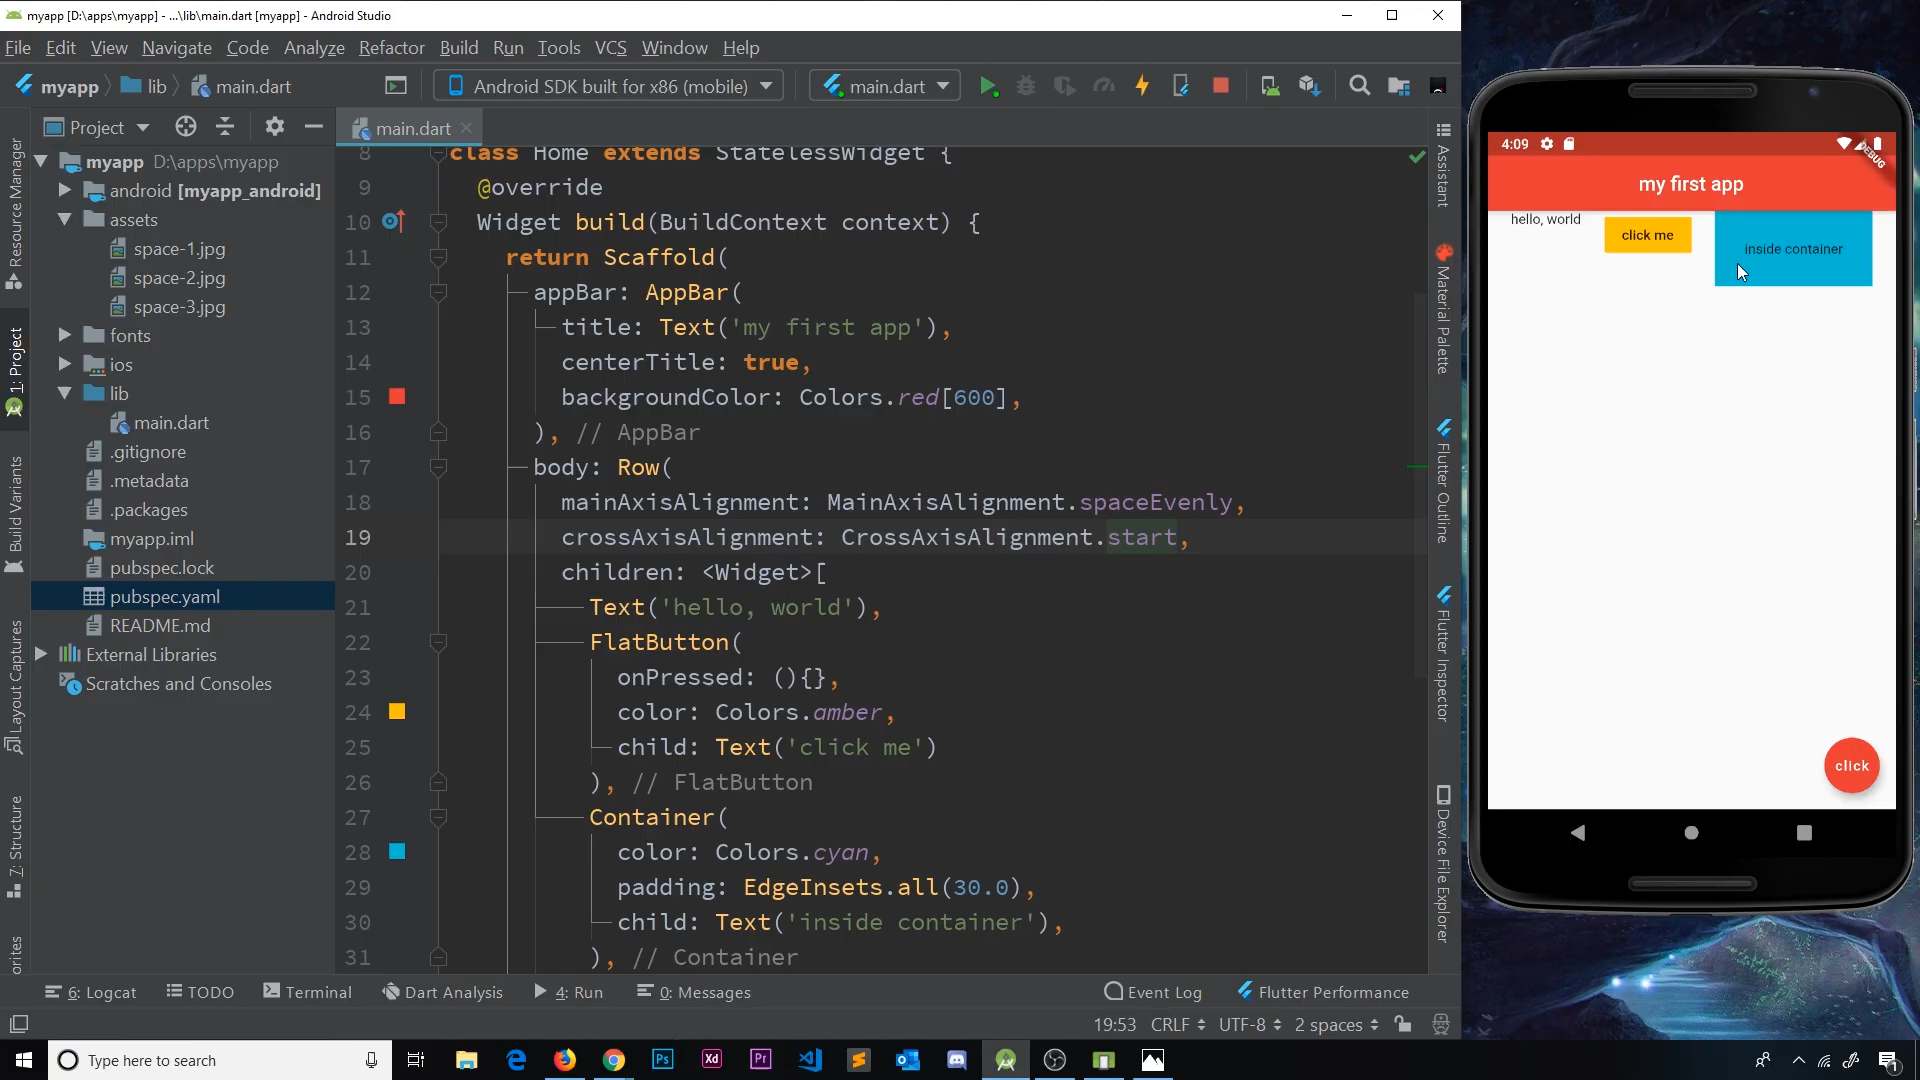 myapp [D:\apps\myapp] - ...\lib\main.dart [myapp] - Android Studio
File Edit View Navigate Code Analyze Refactor Build Run Tools VCS Window Help
myapp lib main.dart Android SDK built for x86 (mobile) main.dart
Project main.dart
myapp D:\apps\myapp
android [myapp_android]
assets
space-1.jpg
space-2.jpg
space-3.jpg
fonts
ios
lib
main.dart
.gitignore
.metadata
.packages
myapp.iml
pubspec.lock
pubspec.yaml
README.md
External Libraries
Scratches and Consoles
Resource Manager
1: Project
Build Variants
Layout Captures
7: Structure
orites
8 class Home extends StatelessWidget {
9 @override
10 Widget build(BuildContext context) {
11 return Scaffold(
12 appBar: AppBar(
13 title: Text('my first app'),
14 centerTitle: true,
15 backgroundColor: Colors.red[600],
16 ), // AppBar
17 body: Row(
18 mainAxisAlignment: MainAxisAlignment.spaceEvenly,
19 crossAxisAlignment: CrossAxisAlignment.start,
20 children: <Widget>[
21 Text('hello, world'),
22 FlatButton(
23 onPressed: (){},
24 color: Colors.amber,
25 child: Text('click me')
26 ), // FlatButton
27 Container(
28 color: Colors.cyan,
29 padding: EdgeInsets.all(30.0),
30 child: Text('inside container'),
31 ), // Container
Assistant
Material Palette
Flutter Outline
Flutter Inspector
Device File Explorer
4:09
DEBUG
my first app
hello, world
click me
inside container
click
6: Logcat TODO Terminal Dart Analysis 4: Run 0: Messages Event Log Flutter Performance
19:53 CRLF UTF-8 2 spaces
Type here to search
Ps
Xd
Pr
1